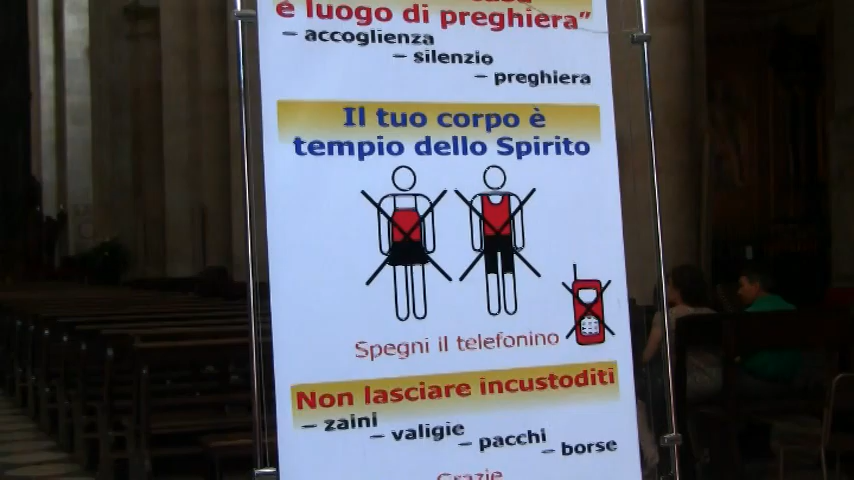 è luogo di preghiera"
– accoglienza
– silenzio
– preghiera
Il tuo corpo è
tempio dello Spirito
Spegni il telefonino
Non lasciare incustoditi
– zaini
– valigie
– pacchi
– borse
Grazie